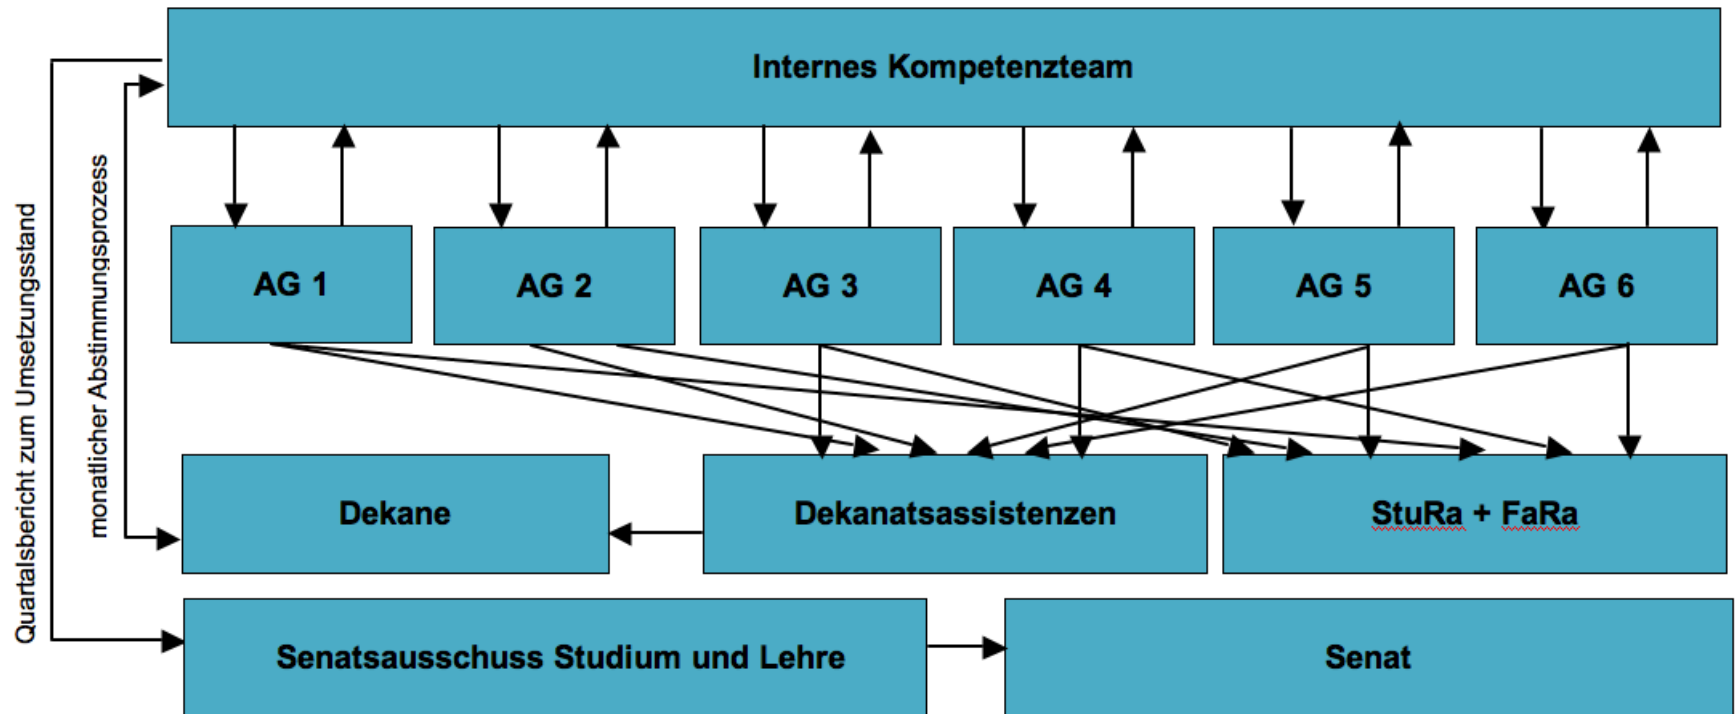 Internes Kompetenzteam
Quartalsbericht zum Umsetzungsstand
monatlicher Abstimmungsprozess
AG 1
AG 2
AG 3
AG 4
AG 5
AG 6
Dekane
Dekanatsassistenzen
StuRa + FaRa
Senatsausschuss Studium und Lehre
Senat